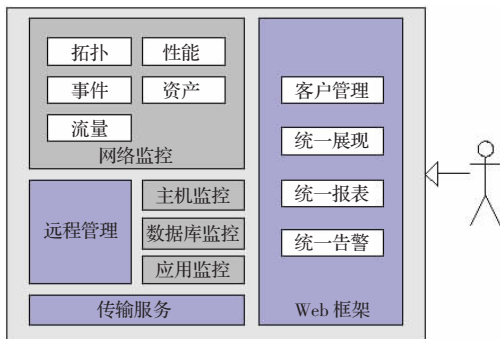 拓扑
性能
事件
资产
流量
网络监控
远程管理
主机监控
数据库监控
应用监控
传输服务
客户管理
统一展现
统一报表
统一告警
Web 框架